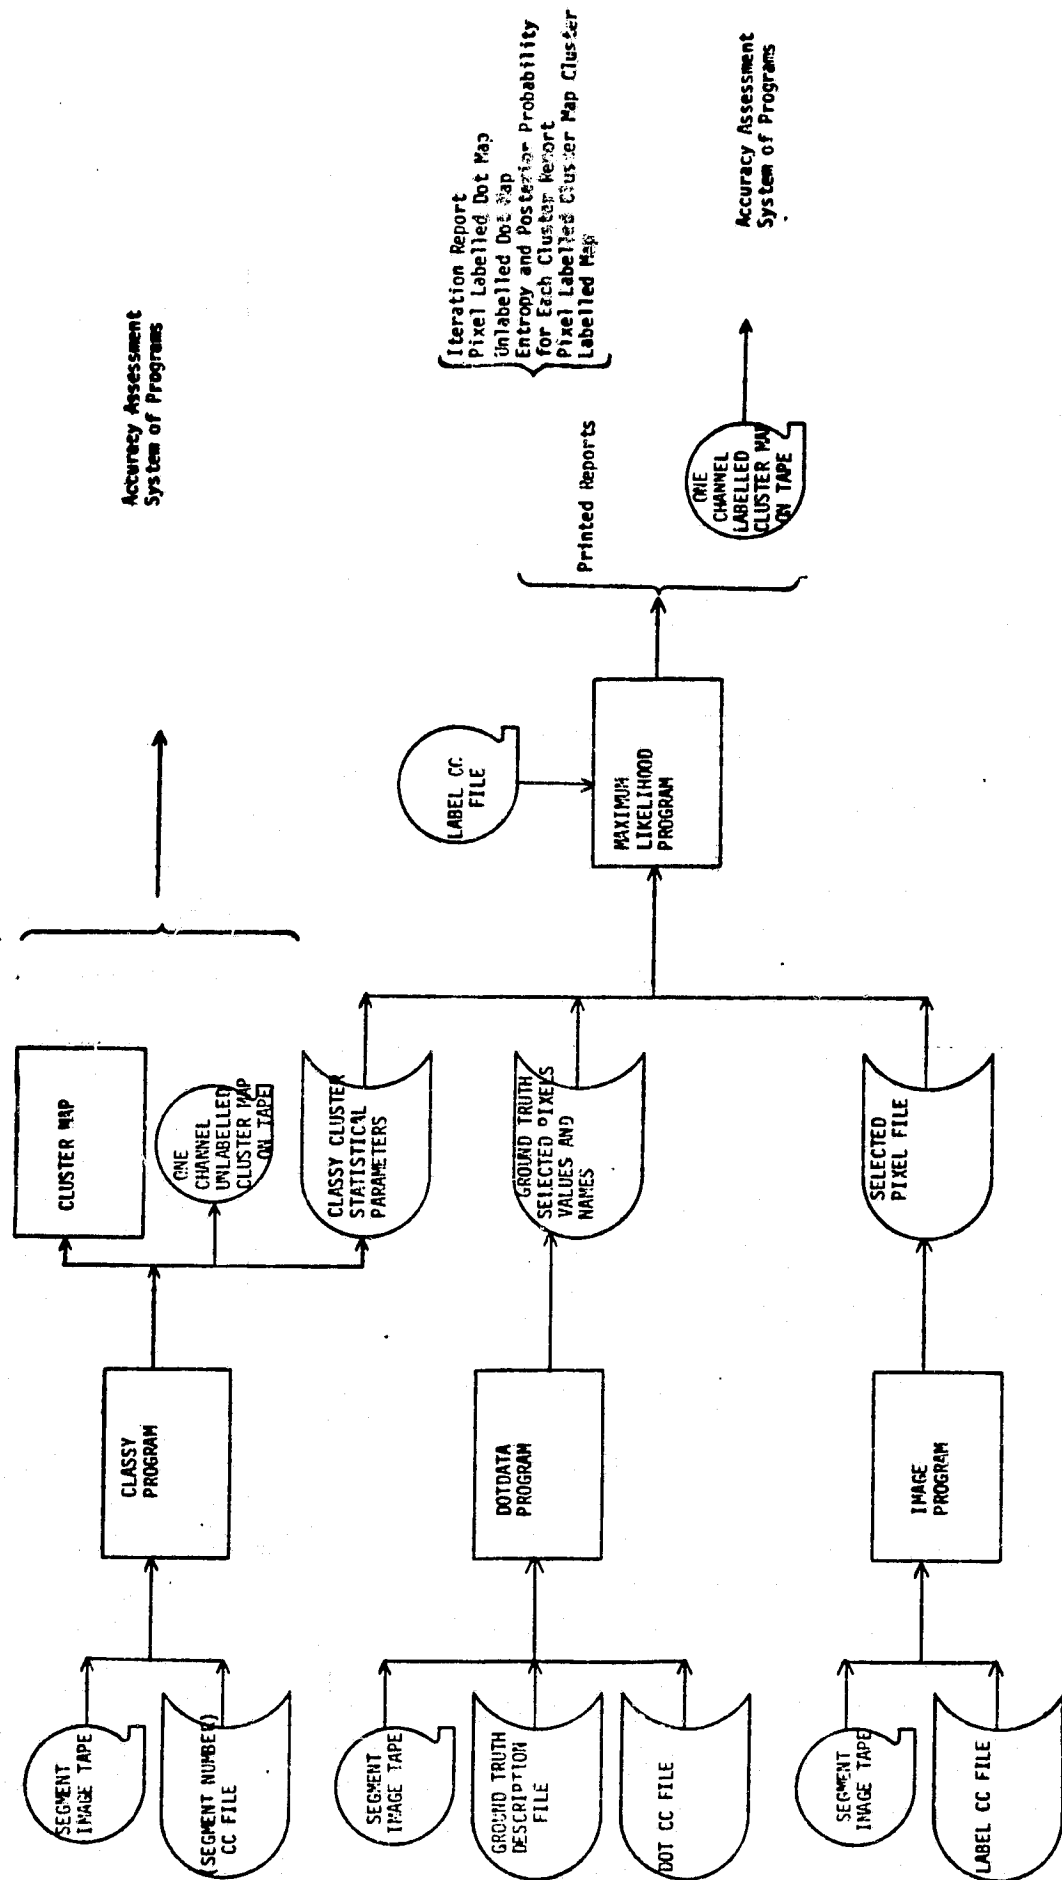 SEGMENT
IMAGE TAPE
(SEGMENT NUMBER)
CC FILE
CLASSY
PROGRAM
CLUSTER MAP
ONE
CHANNEL
UNLABELLED
CLUSTER MAP
ON TAPE
CLASSY CLUSTER
STATISTICAL
PARAMETERS
Accuracy Assessment
System of Programs
SEGMENT
IMAGE TAPE
GROUND TRUTH
DESCRIPTION
FILE
DOT CC FILE
DOTDATA
PROGRAM
GROUND TRUTH
SELECTED PIXELS
VALUES AND
NAMES
SEGMENT
IMAGE TAPE
LABEL CC FILE
IMAGE
PROGRAM
SELECTED
PIXEL FILE
LABEL CC
FILE
MAXIMUM
LIKELIHOOD
PROGRAM
Printed Reports
Iteration Report
Pixel Labelled Dot Map
Unlabelled Dot Map
Entropy and Posterior Probability
for Each Cluster Report
Pixel Labelled Cluster Map Cluster
Labelled Map
ONE
CHANNEL
LABELLED
CLUSTER MAP
ON TAPE
Accuracy Assessment
System of Programs